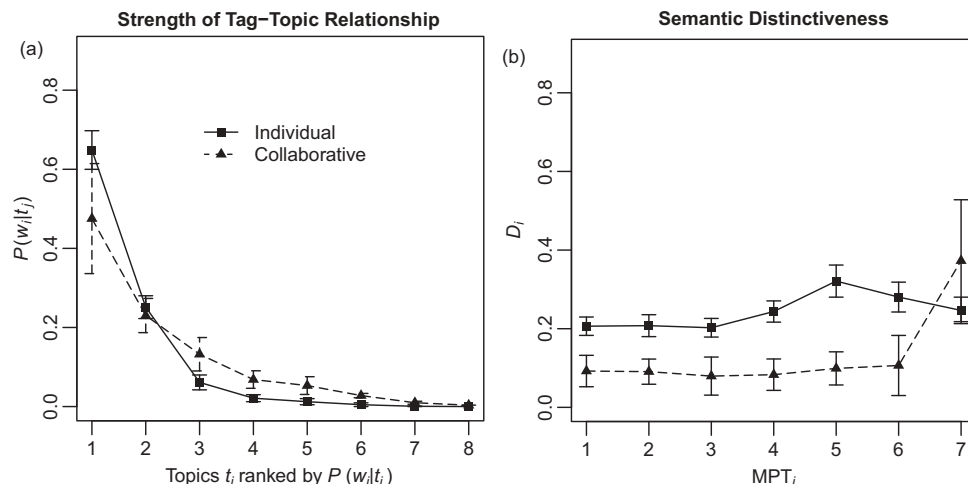 Strength of Tag−Topic Relationship
(a)
Individual
Collaborative
0.0
0.2
0.4
0.6
0.8
P(wi|tj)
1 2 3 4 5 6 7 8
Topics ti ranked by P (wi|ti)
Semantic Distinctiveness
(b)
0.0
0.2
0.4
0.6
0.8
Di
1 2 3 4 5 6 7
MPTi